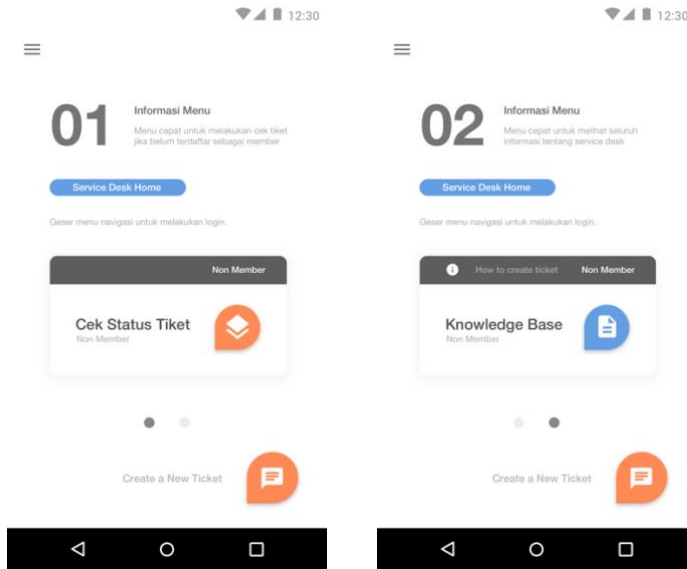 12:30
01
Informasi Menu
Menu cepat untuk melakukan cek tiket
jika belum terdaftar sebagai member
Service Desk Home
Geser menu navigasi untuk melakukan login.
Non Member
Cek Status Tiket
Non Member
Create a New Ticket
12:30
02
Informasi Menu
Menu cepat untuk melihat seluruh
informasi tentang service desk
Service Desk Home
Geser menu navigasi untuk melakukan login.
How to create ticket Non Member
Knowledge Base
Non Member
Create a New Ticket